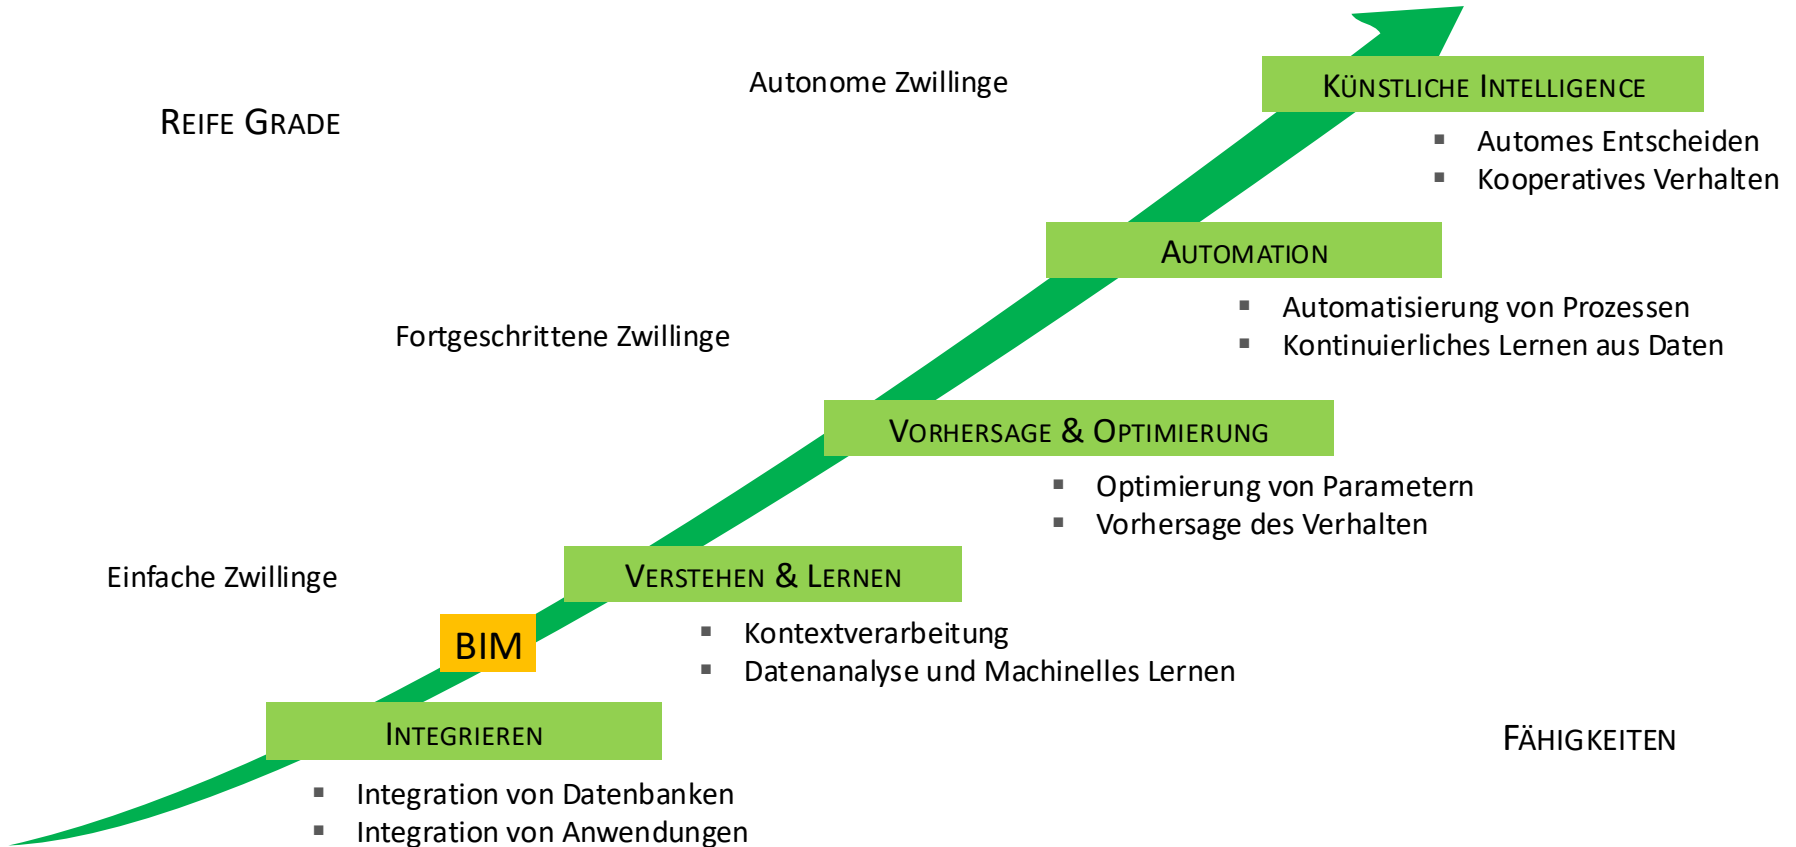 Autonome Zwillinge
KÜNSTLICHE INTELLIGENCE
REIFE GRADE
▪ Automes Entscheiden
▪ Kooperatives Verhalten
AUTOMATION
▪ Automatisierung von Prozessen
▪ Kontinuierliches Lernen aus Daten
Fortgeschrittene Zwillinge
VORHERSAGE & OPTIMIERUNG
▪ Optimierung von Parametern
▪ Vorhersage des Verhalten
Einfache Zwillinge
VERSTEHEN & LERNEN
▪ Kontextverarbeitung
▪ Datenanalyse und Machinelles Lernen
BIM
INTEGRIEREN
FÄHIGKEITEN
▪ Integration von Datenbanken
▪ Integration von Anwendungen